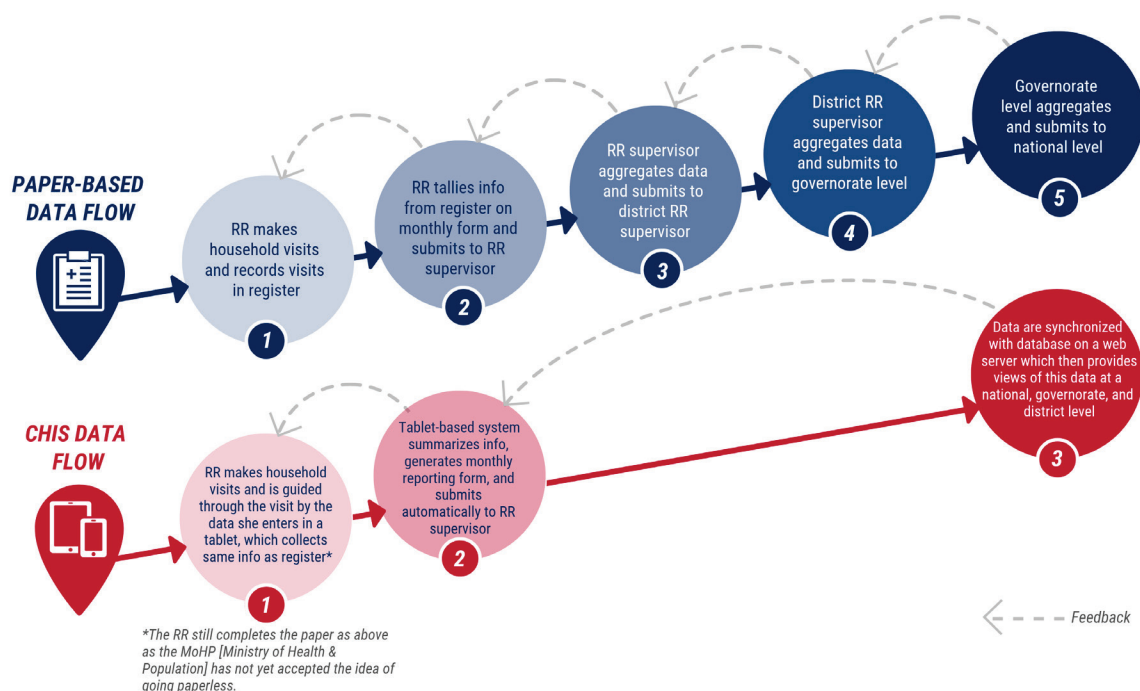 PAPER-BASED
DATA FLOW
RR makes
household visits
and records visits
in register
1
RR tallies info
from register on
monthly form and
submits to RR
supervisor
2
RR supervisor
aggregates data
and submits to
district RR
supervisor
3
District RR
supervisor
aggregates data
and submits to
governorate level
4
Governorate
level aggregates
and submits to
national level
5
CHIS DATA
FLOW
RR makes household
visits and is guided
through the visit by the
data she enters in a
tablet, which collects
same info as register*
1
Tablet-based system
summarizes info,
generates monthly
reporting form, and
submits
automatically to RR
supervisor
2
Data are synchronized
with database on a web
server which then provides
views of this data at a
national, governorate, and
district level
3
*The RR still completes the paper as above
as the MoHP [Ministry of Health &
Population] has not yet accepted the idea of
going paperless.
Feedback